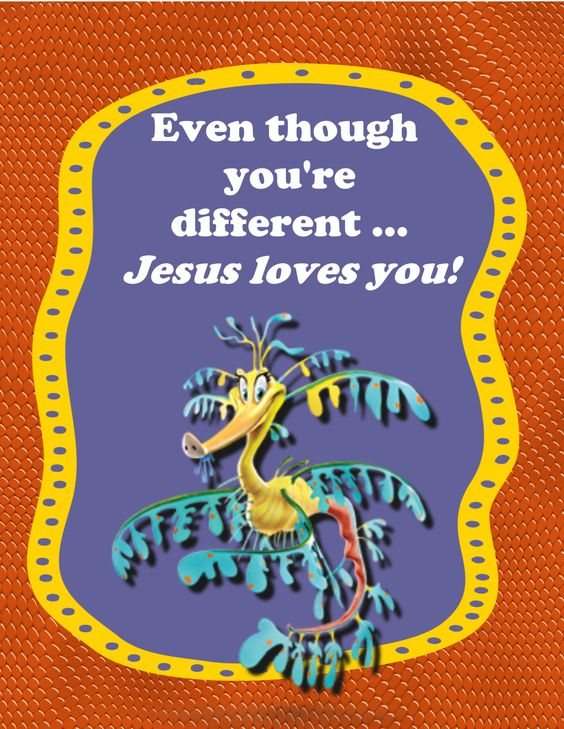 Even though
you're
different ...
Jesus loves you!